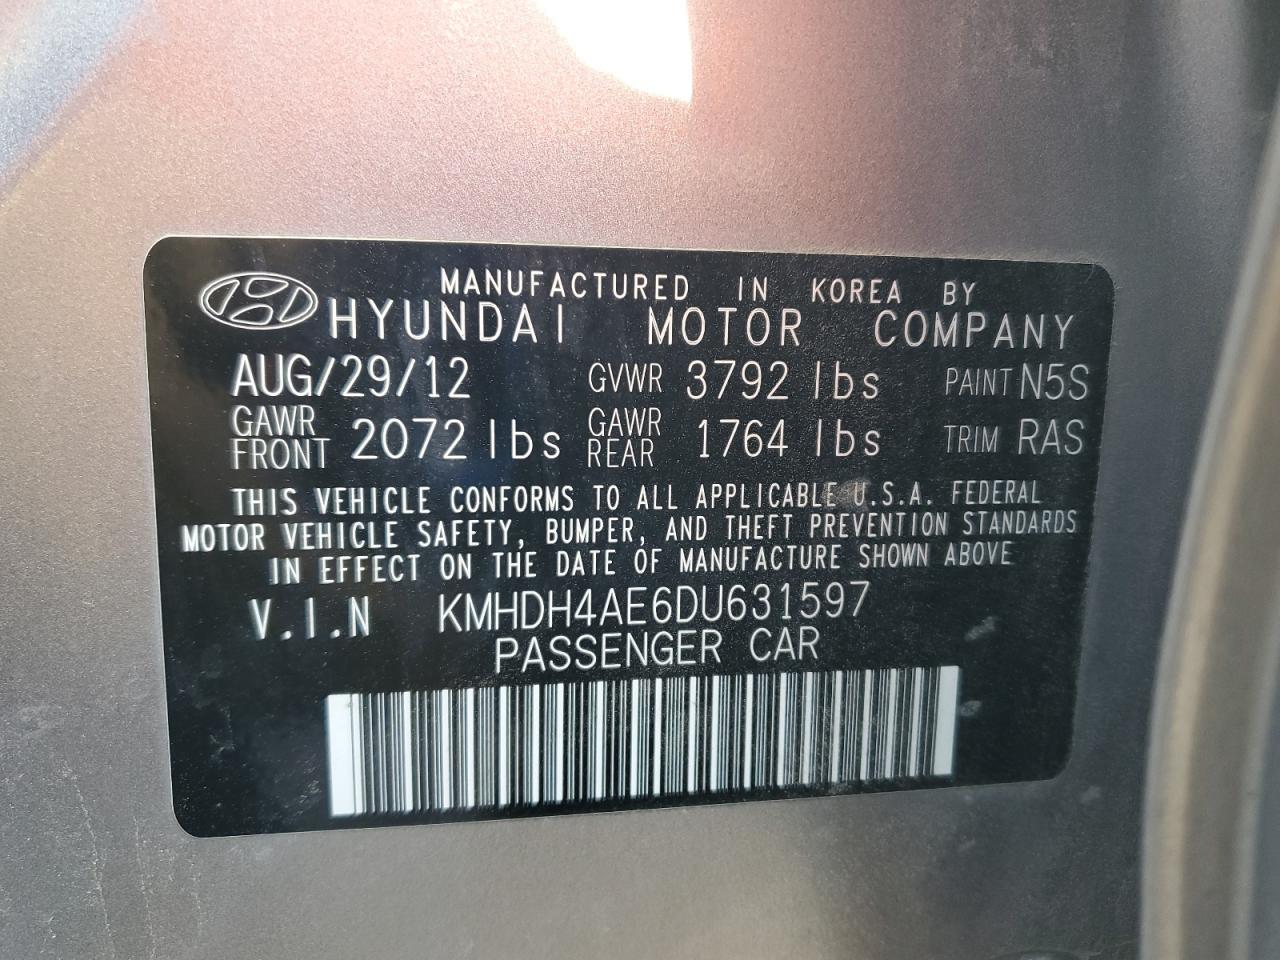 MANUFACTURED IN KOREA BY
HYUNDAI MOTOR COMPANY
AUG/29/12 GVWR 3792 lbs PAINT N5S
GAWR FRONT 2072 lbs GAWR REAR 1764 lbs TRIM RAS
THIS VEHICLE CONFORMS TO ALL APPLICABLE U.S.A. FEDERAL
MOTOR VEHICLE SAFETY, BUMPER, AND THEFT PREVENTION STANDARDS
IN EFFECT ON THE DATE OF MANUFACTURE SHOWN ABOVE
V.I.N KMHDH4AE6DU631597
PASSENGER CAR